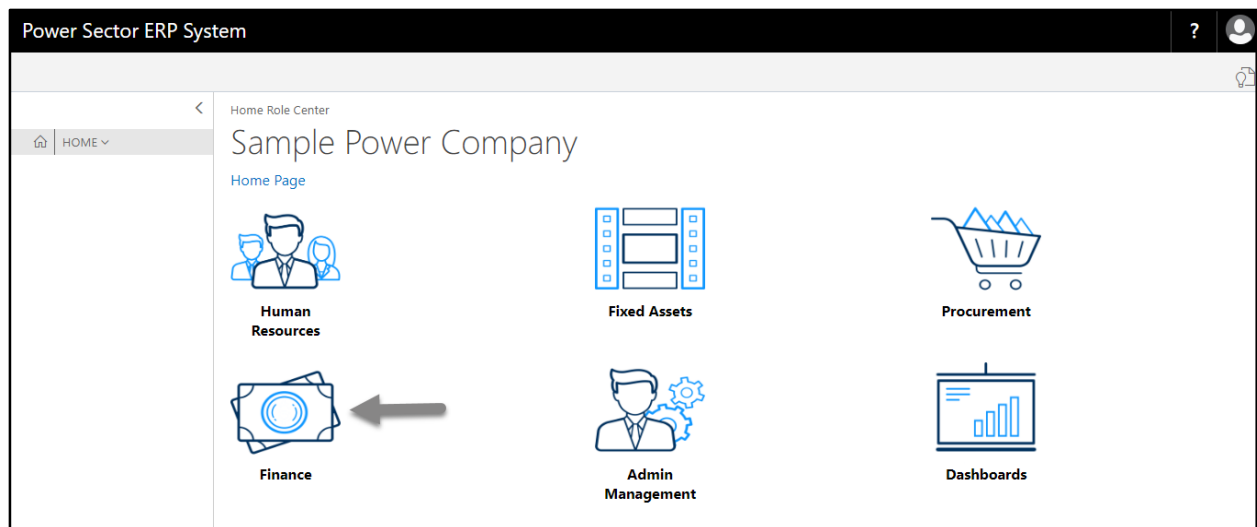 Power Sector ERP System
?
HOME
Home Role Center
Sample Power Company
Home Page
Human
Resources
Fixed Assets
Procurement
Finance
Admin
Management
Dashboards